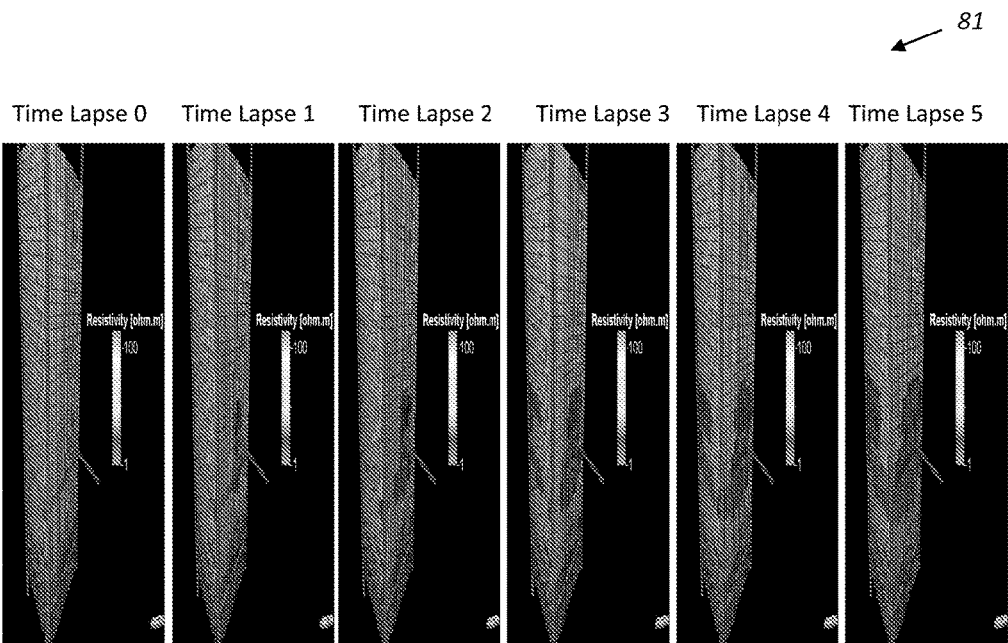 81
Time Lapse 0 Time Lapse 1 Time Lapse 2 Time Lapse 3 Time Lapse 4 Time Lapse 5
Resistivity [ohm.m] Resistivity [ohm.m] Resistivity [ohm.m] Resistivity [ohm.m] Resistivity [ohm.m] Resistivity [ohm.m]
100 100 100 100 100 100
1 1 1 1 1 1